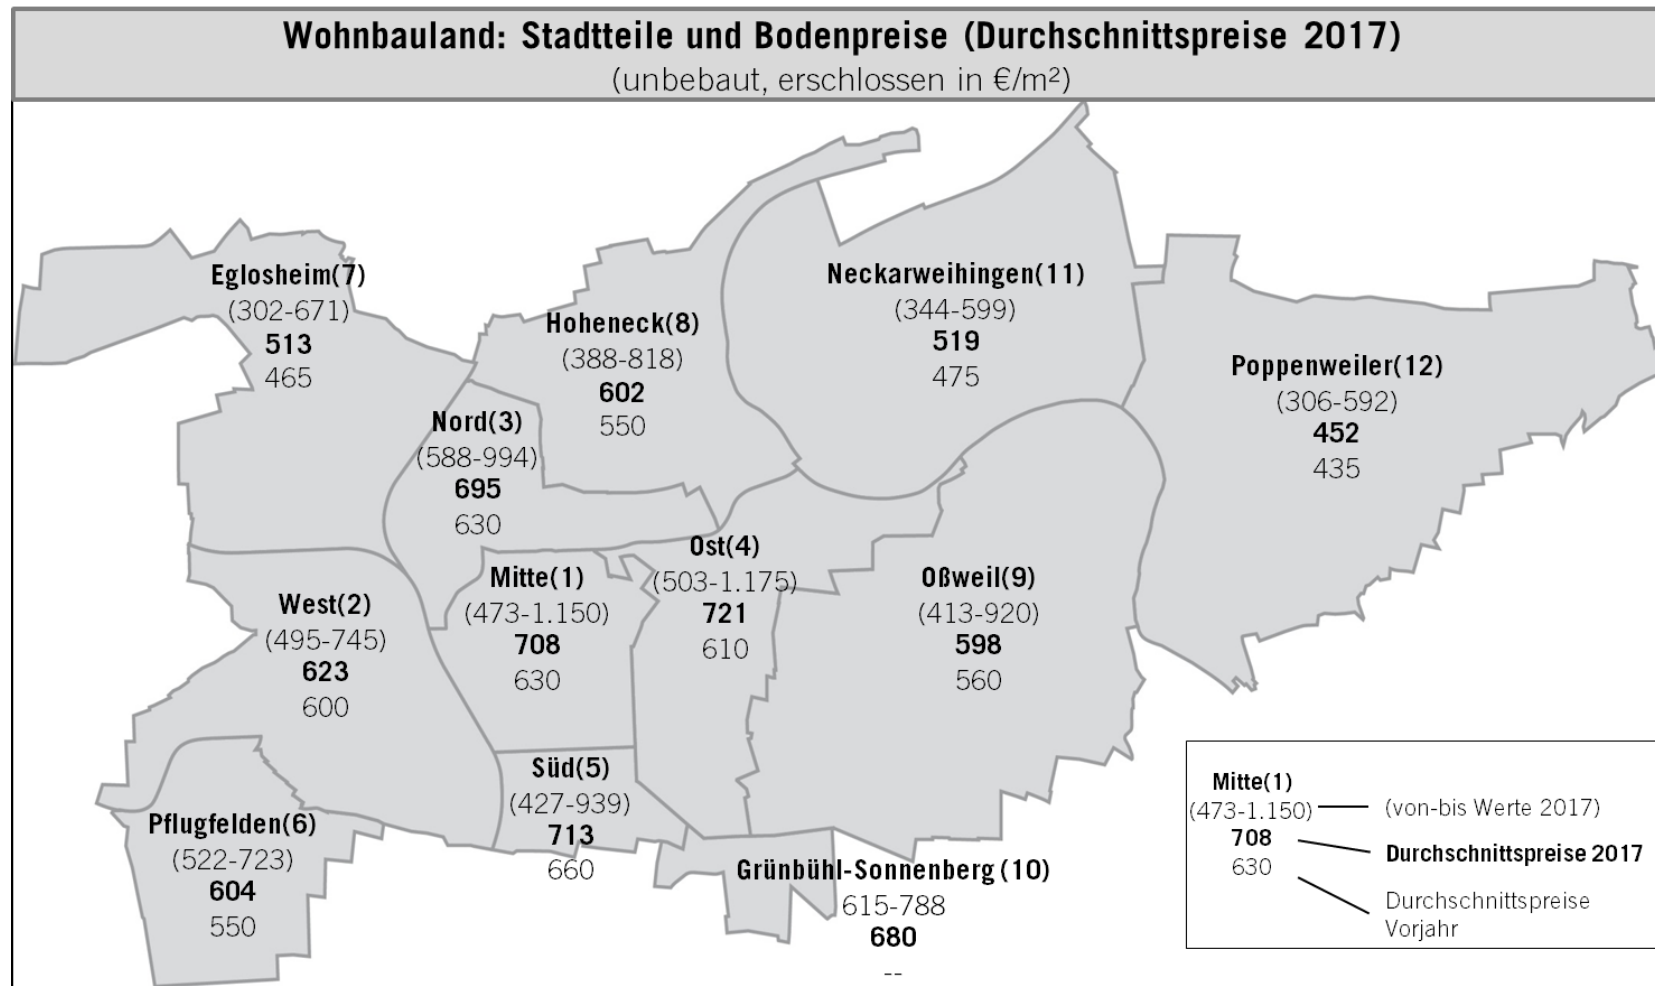 Wohnbauland: Stadtteile und Bodenpreise (Durchschnittspreise 2017)
(unbebaut, erschlossen in €/m²)
Eglosheim(7)
(302-671)
513
465
Hoheneck(8)
(388-818)
602
550
Neckarweihingen(11)
(344-599)
519
475
Poppenweiler(12)
(306-592)
452
435
Nord(3)
(588-994)
695
630
Ost(4)
(503-1.175)
721
610
Mitte(1)
(473-1.150)
708
630
Oßweil(9)
(413-920)
598
560
West(2)
(495-745)
623
600
Süd(5)
(427-939)
713
660
Pflugfelden(6)
(522-723)
604
550
Grünbühl-Sonnenberg (10)
615-788
680
--
Mitte(1)
(473-1.150)
708
630
(von-bis Werte 2017)
Durchschnittspreise 2017
Durchschnittspreise
Vorjahr